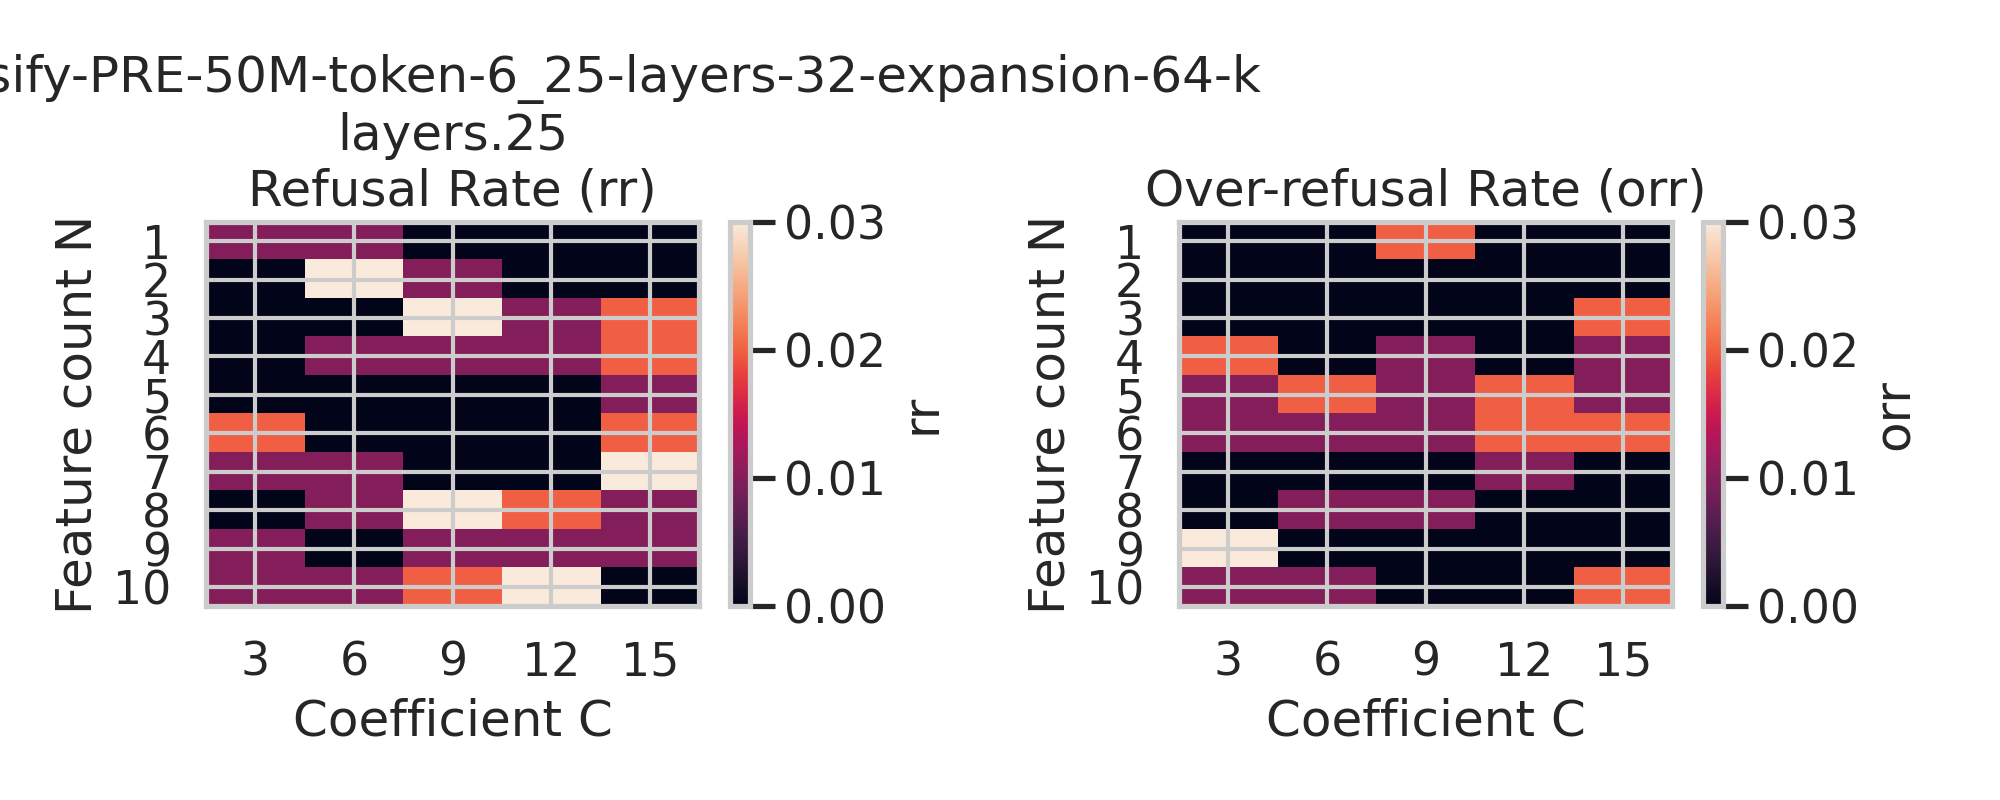 sify-PRE-50M-token-6_25-layers-32-expansion-64-k
layers.25
Refusal Rate (rr)
Feature count N
1
2
3
4
5
6
7
8
9
10
3 6 9 12 15
Coefficient C
0.03
0.02
0.01
0.00
rr
Over-refusal Rate (orr)
Feature count N
1
2
3
4
5
6
7
8
9
10
3 6 9 12 15
Coefficient C
0.03
0.02
0.01
0.00
orr